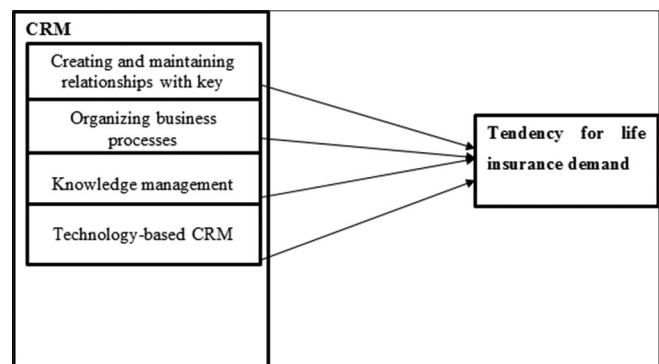 CRM
Creating and maintaining
relationships with key
Organizing business
processes
Knowledge management
Technology-based CRM
Tendency for life
insurance demand